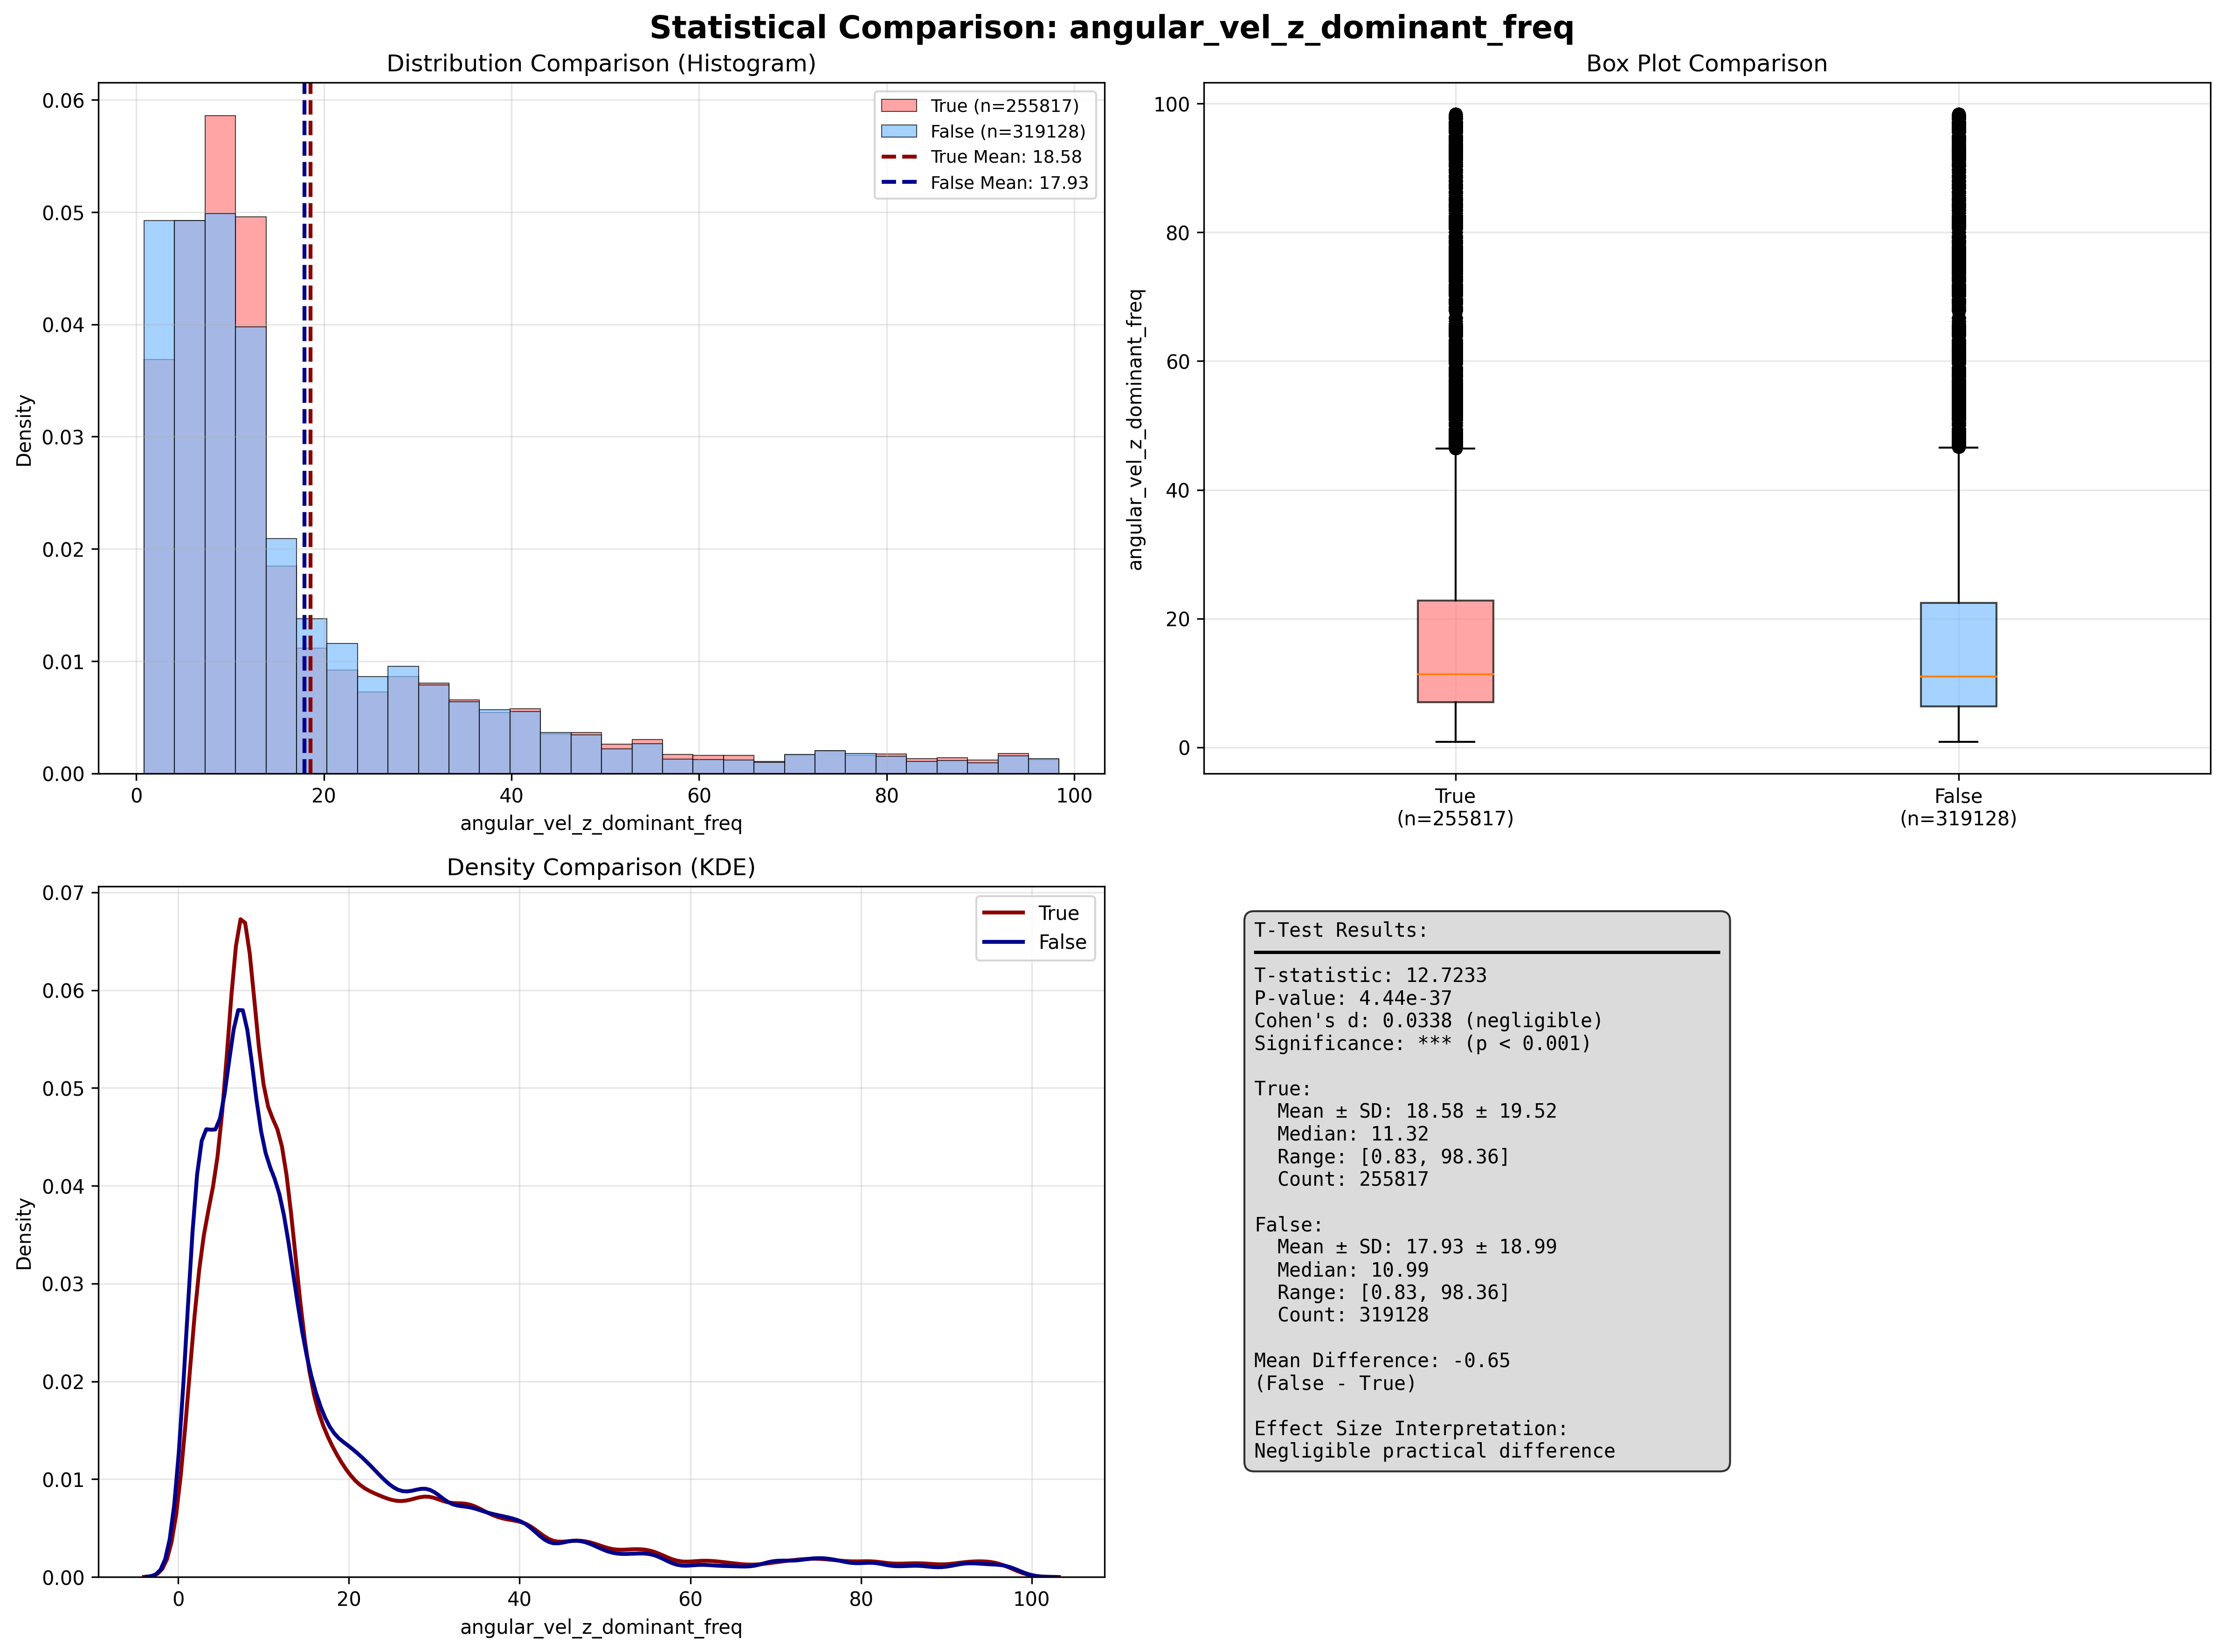 Statistical Comparison: angular_vel_z_dominant_freq
Distribution Comparison (Histogram)
0.06
0.05
0.04
0.03
0.02
0.01
0.00
Density
True (n=255817)
False (n=319128)
True Mean: 18.58
False Mean: 17.93
0
20
40
60
80
100
angular_vel_z_dominant_freq
Box Plot Comparison
100
80
60
40
20
0
angular_vel_z_dominant_freq
True
(n=255817)
False
(n=319128)
Density Comparison (KDE)
0.07
0.06
0.05
0.04
0.03
0.02
0.01
0.00
Density
True
False
0
20
40
60
80
100
angular_vel_z_dominant_freq
T-Test Results:
T-statistic: 12.7233
P-value: 4.44e-37
Cohen's d: 0.0338 (negligible)
Significance: *** (p < 0.001)
True:
Mean ± SD: 18.58 ± 19.52
Median: 11.32
Range: [0.83, 98.36]
Count: 255817
False:
Mean ± SD: 17.93 ± 18.99
Median: 10.99
Range: [0.83, 98.36]
Count: 319128
Mean Difference: -0.65
(False - True)
Effect Size Interpretation:
Negligible practical difference